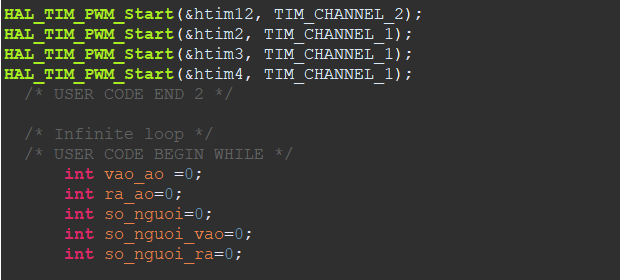 HAL_TIM_PWM_Start(&htim12, TIM_CHANNEL_2);
HAL_TIM_PWM_Start(&htim2, TIM_CHANNEL_1);
HAL_TIM_PWM_Start(&htim3, TIM_CHANNEL_1);
HAL_TIM_PWM_Start(&htim4, TIM_CHANNEL_1);
/* USER CODE END 2 */
/* Infinite loop */
/* USER CODE BEGIN WHILE */
int vao_ao =0;
int ra_ao=0;
int so_nguoi=0;
int so_nguoi_vao=0;
int so_nguoi_ra=0;